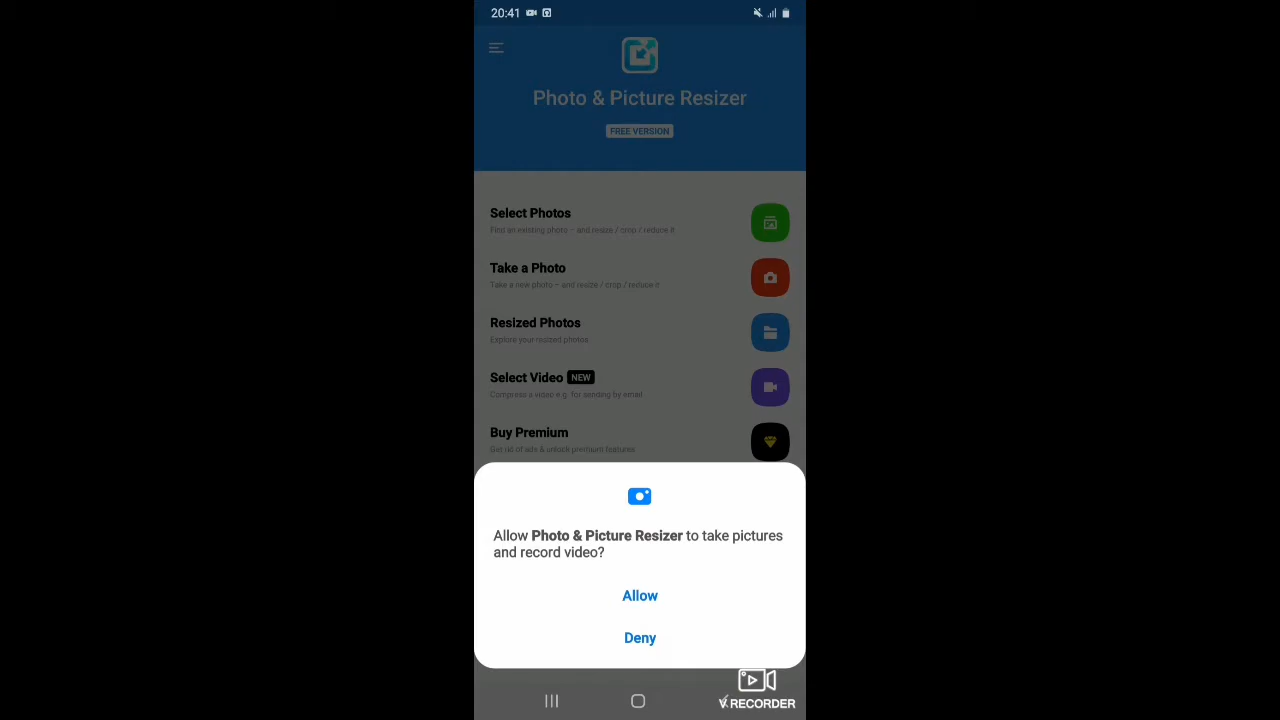 20:41
Photo & Picture Resizer
FREE VERSION
Select Photos
Find an existing photo – and resize / crop / reduce it
Take a Photo
Take a new photo – and resize / crop / reduce it
Resized Photos
Explore your resized photos
Select Video NEW
Compress a video e.g. for sending by email
Buy Premium
Get rid of ads & unlock premium features
Allow Photo & Picture Resizer to take pictures
and record video?
Allow
Deny
V.RECORDER